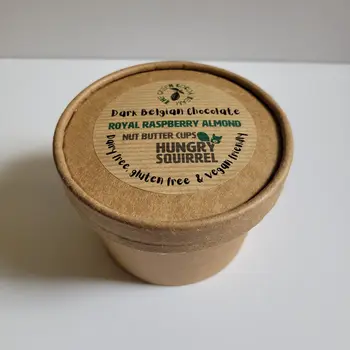 Dark Belgian Chocolate
ROYAL RASPBERRY ALMOND
NUT BUTTER CUPS
HUNGRY
SQUIRREL
Dairy free, gluten free & vegan friendly